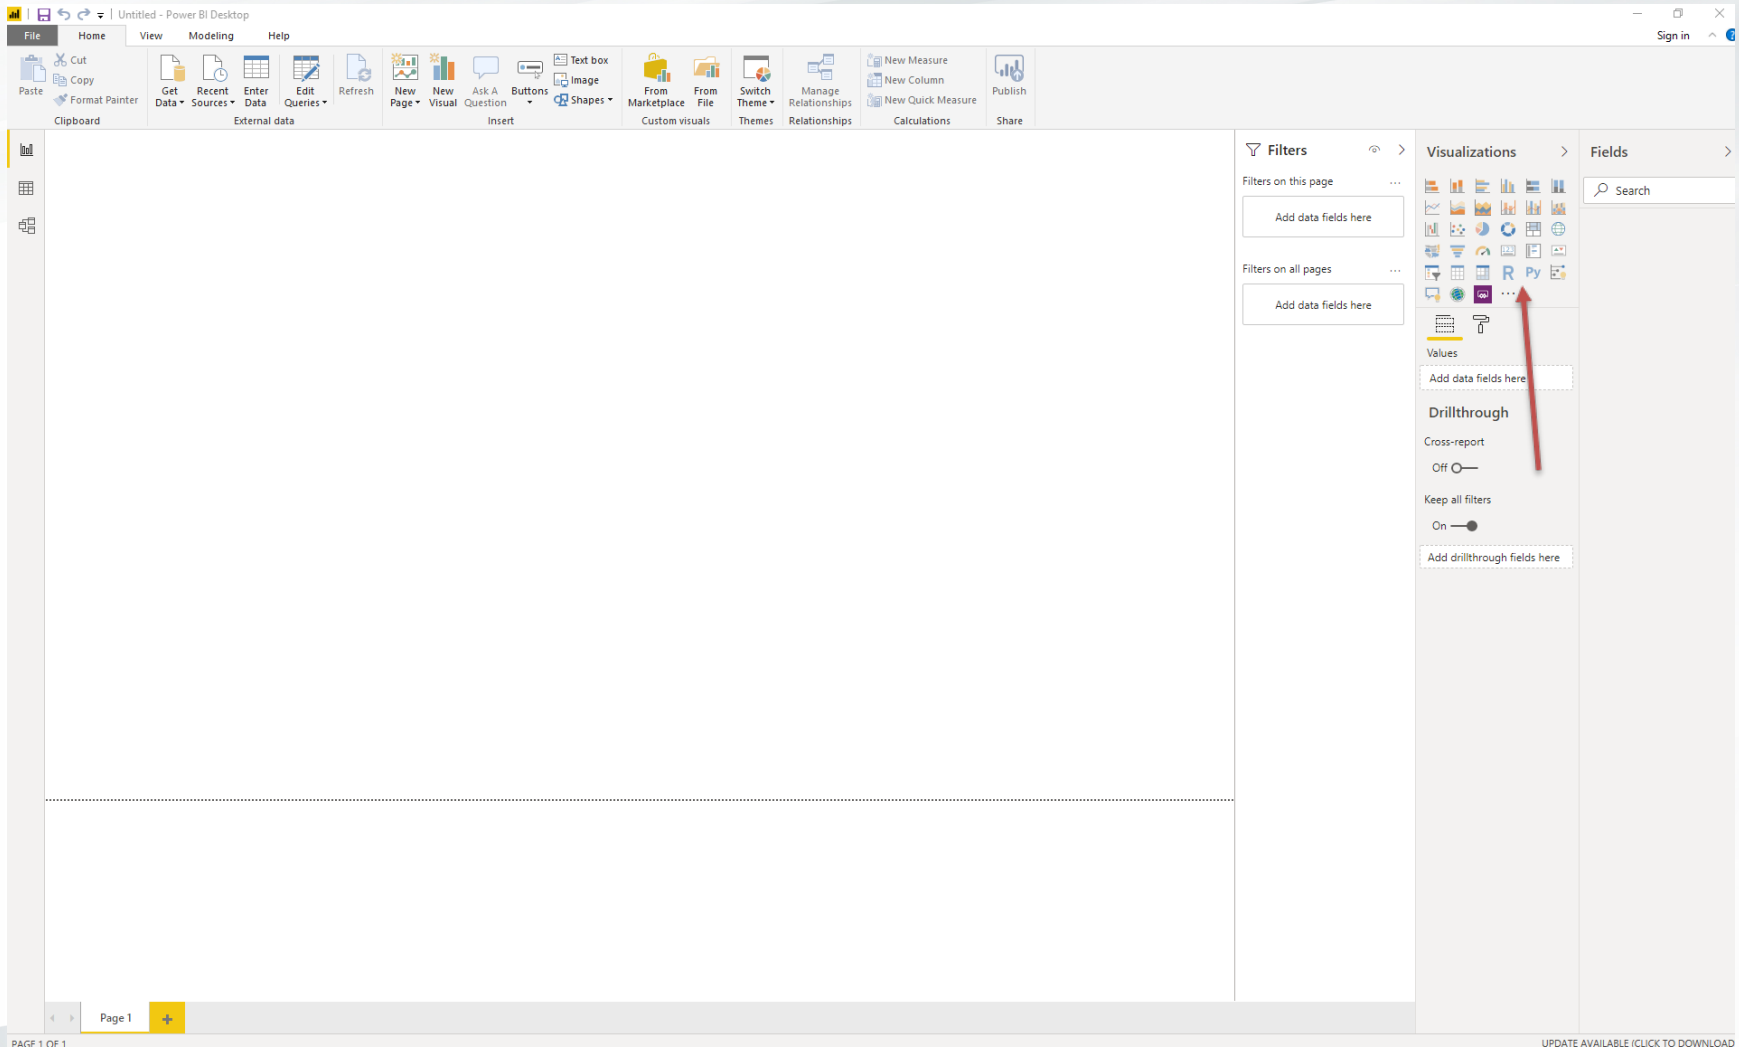 Untitled - Power BI Desktop
File Home View Modeling Help Sign in
Paste
Cut
Copy
Format Painter
Clipboard
Get Data
Recent Sources
Enter Data
Edit Queries
Refresh
External data
New Page
New Visual
Ask A Question
Buttons
Text box
Image
Shapes
Insert
From Marketplace
From File
Custom visuals
Switch Theme
Themes
Manage Relationships
Relationships
New Measure
New Column
New Quick Measure
Calculations
Publish
Share
Filters
Filters on this page ...
Add data fields here
Filters on all pages ...
Add data fields here
Visualizations
R Py
...
Values
Add data fields here
Drillthrough
Cross-report
Off
Keep all filters
On
Add drillthrough fields here
Fields
Search
Page 1
PAGE 1 OF 1
UPDATE AVAILABLE (CLICK TO DOWNLOAD